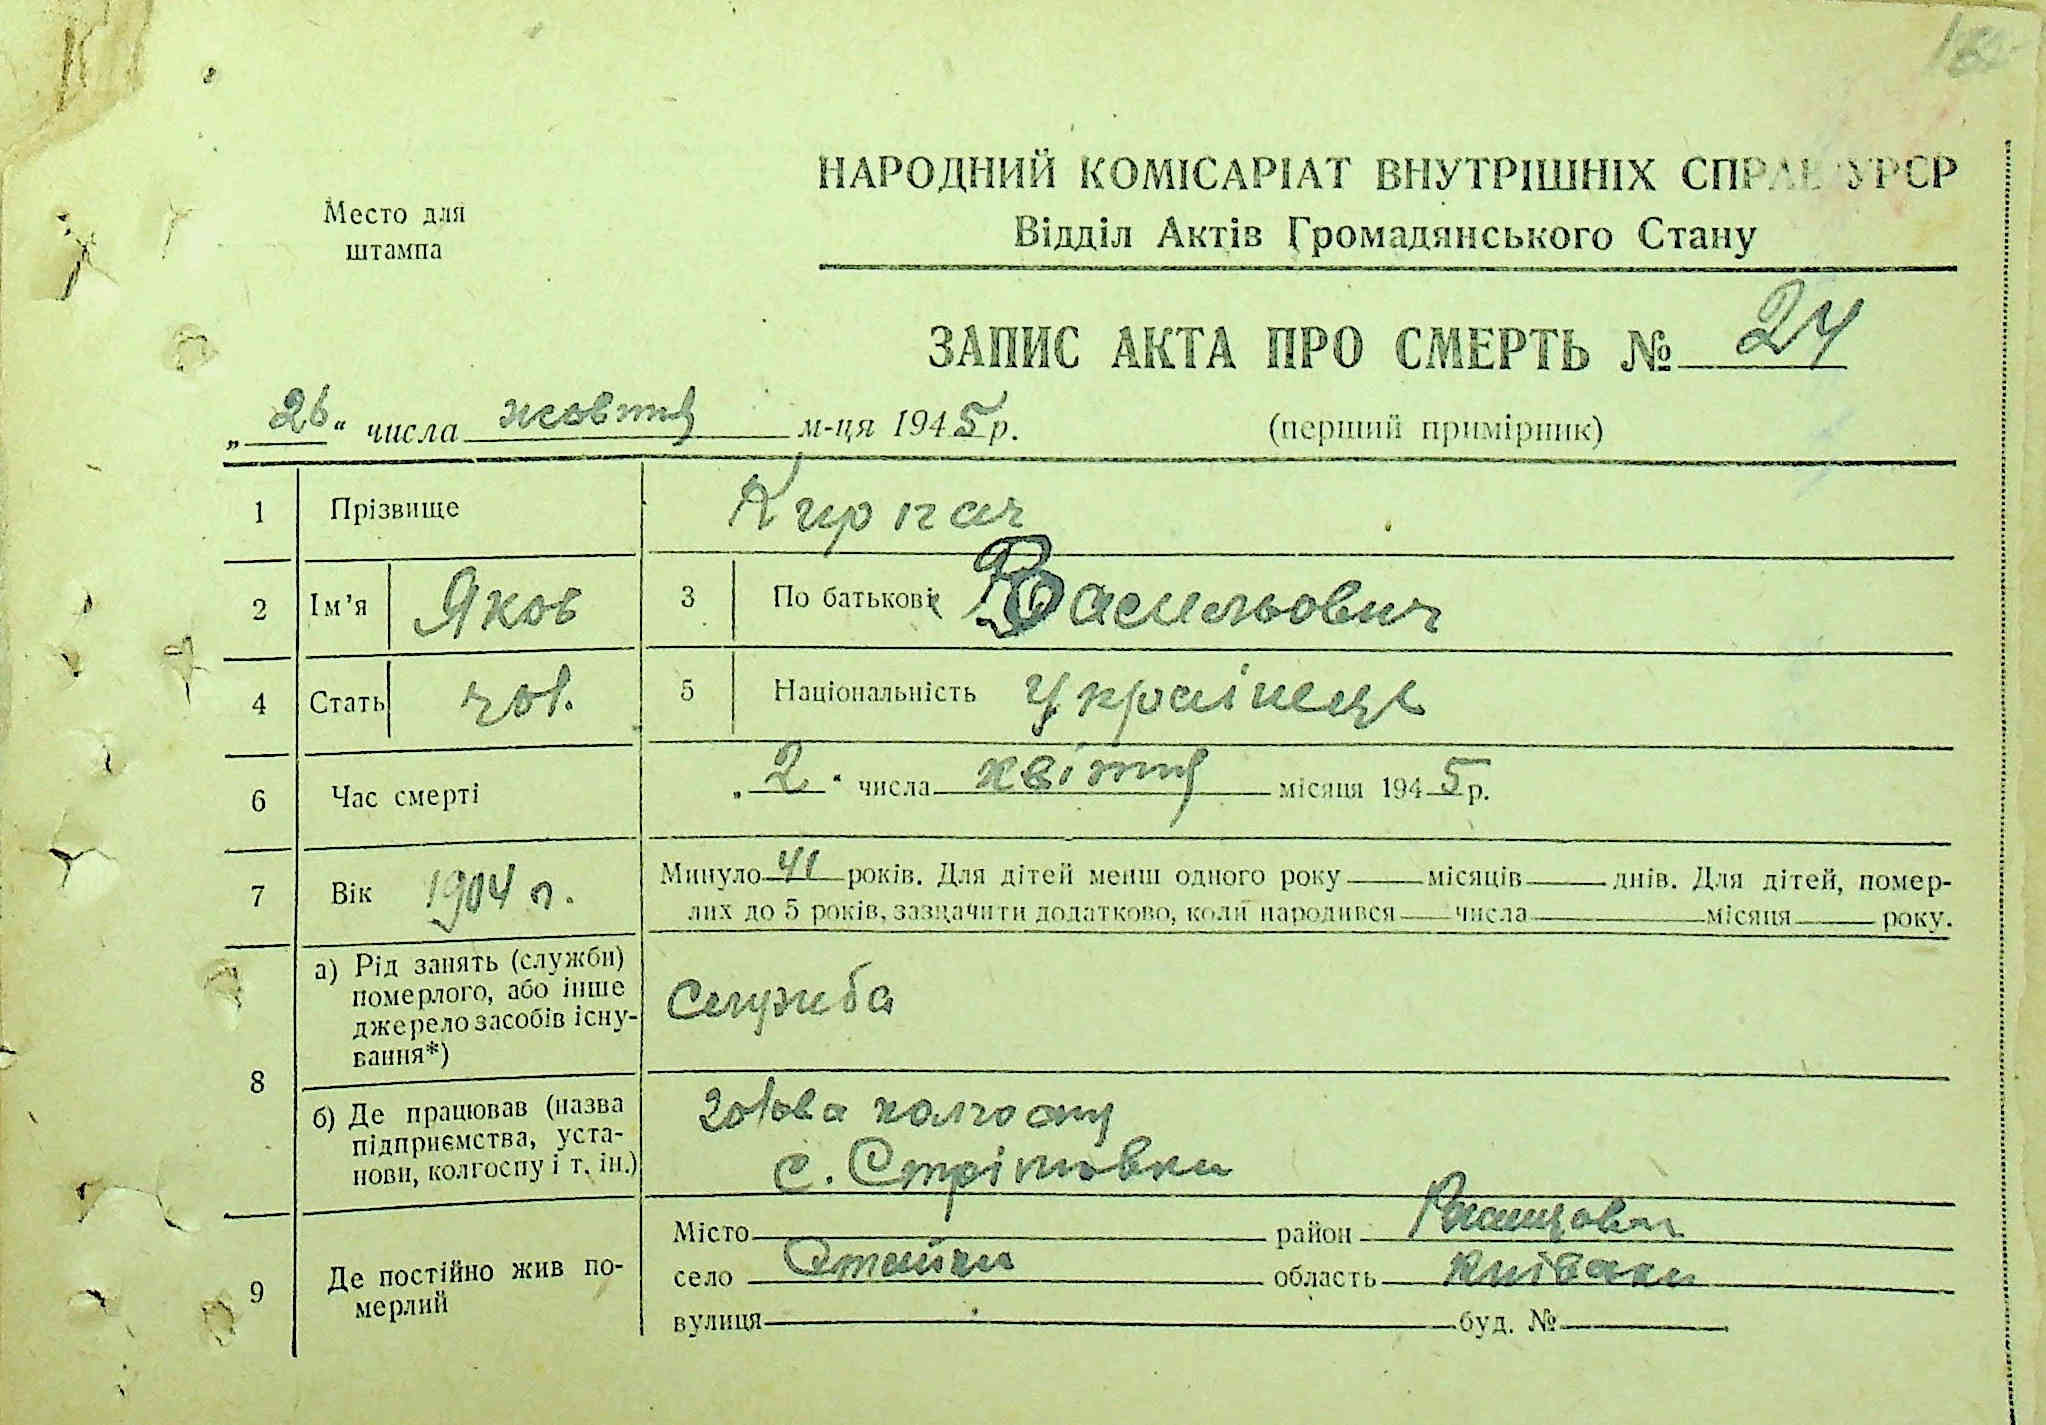 Место для
штампа
НАРОДНИЙ КОМІСАРІАТ ВНУТРІШНІХ СПРАВ УРСР
Відділ Актів Громадянського Стану
ЗАПИС АКТА ПРО СМЕРТЬ № 24
„26“ числа жовтня м-ця 1945 р.
(перший примірник)
1 Прізвище Кирпач
2 Ім’я Яков 3 По батькові Васильович
4 Стать чол. 5 Національність Українець
6 Час смерті „2“ числа квітня місяця 1945 р.
7 Вік 1904 р. Минуло 41 років. Для дітей менш одного року місяців днів. Для дітей, помер-
лих до 5 років, зазначити додатково, коли народився числа місяця року.
8 а) Рід занять (служби)
померлого, або інше
джерело засобів існу-
вання*)
служба
б) Де працював (назва
підприємства, уста-
нови, колгоспу і т. ін.)
голова колгоспу
с. Стрітовки
9 Де постійно жив по-
мерлий
Місто район
село Стайки область Київська
вулиця буд. №